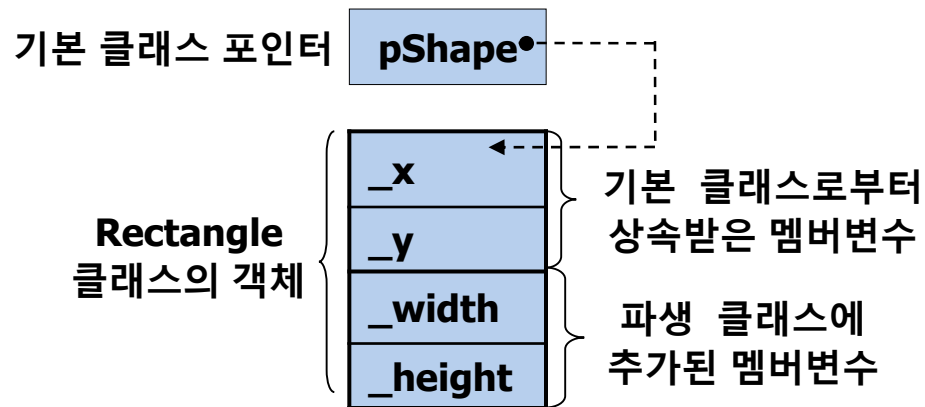 기본 클래스 포인터
pShape
_x
_y
_width
_height
Rectangle
클래스의 객체
기본 클래스로부터
상속받은 멤버변수
파생 클래스에
추가된 멤버변수